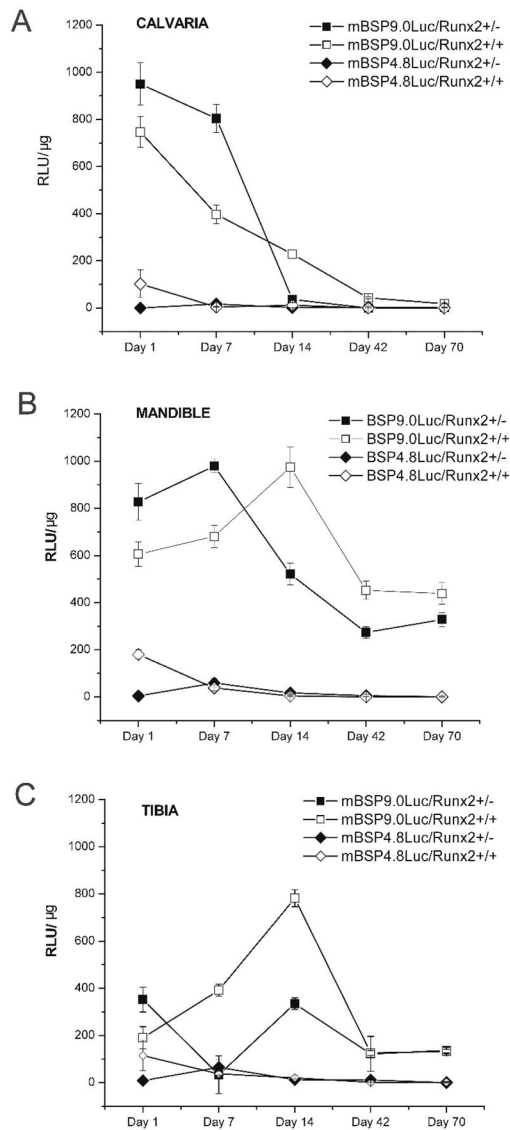 A
CALVARIA
mBSP9.0Luc/Runx2+/-
mBSP9.0Luc/Runx2+/+
mBSP4.8Luc/Runx2+/-
mBSP4.8Luc/Runx2+/+
RLU/µg
1200
1000
800
600
400
200
0
Day 1 Day 7 Day 14 Day 42 Day 70
B
MANDIBLE
BSP9.0Luc/Runx2+/-
BSP9.0Luc/Runx2+/+
BSP4.8Luc/Runx2+/-
BSP4.8Luc/Runx2+/+
RLU/µg
1200
1000
800
600
400
200
0
Day 1 Day 7 Day 14 Day 42 Day 70
C
TIBIA
mBSP9.0Luc/Runx2+/-
mBSP9.0Luc/Runx2+/+
mBSP4.8Luc/Runx2+/-
mBSP4.8Luc/Runx2+/+
RLU/ µg
1200
1000
800
600
400
200
0
Day 1 Day 7 Day 14 Day 42 Day 70